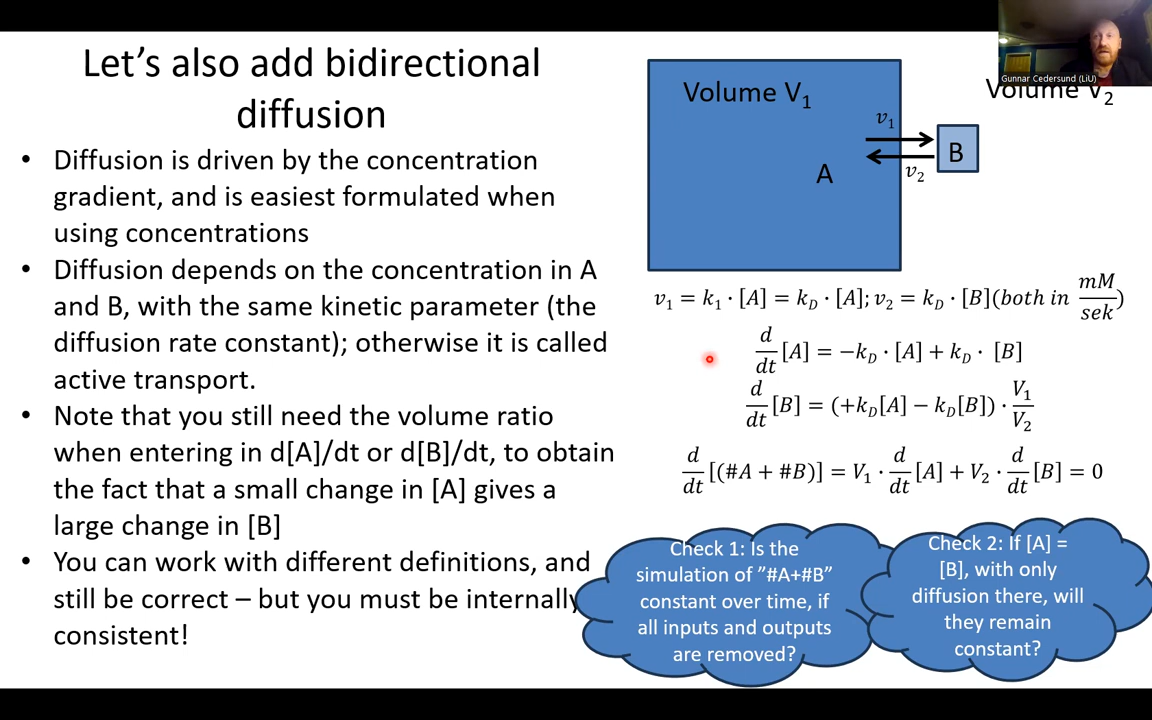 Let’s also add bidirectional
diffusion
• Diffusion is driven by the concentration
gradient, and is easiest formulated when
using concentrations
• Diffusion depends on the concentration in A
and B, with the same kinetic parameter (the
diffusion rate constant); otherwise it is called
active transport.
• Note that you still need the volume ratio
when entering in d[A]/dt or d[B]/dt, to obtain
the fact that a small change in [A] gives a
large change in [B]
• You can work with different definitions, and
still be correct – but you must be internally
consistent!
Gunnar Cedersund (LiU)
Volume V₁
Volume V₂
v₁
B
A
v₂
v₁ = k₁ · [A] = k_D · [A]; v₂ = k_D · [B](both in mM/sek)
d/dt [A] = −k_D · [A] + k_D · [B]
d/dt [B] = (+k_D[A] − k_D[B]) · V₁/V₂
d/dt [(#A + #B)] = V₁ · d/dt [A] + V₂ · d/dt [B] = 0
Check 1: Is the
simulation of ”#A+#B”
constant over time, if
all inputs and outputs
are removed?
Check 2: If [A] =
[B], with only
diffusion there, will
they remain
constant?